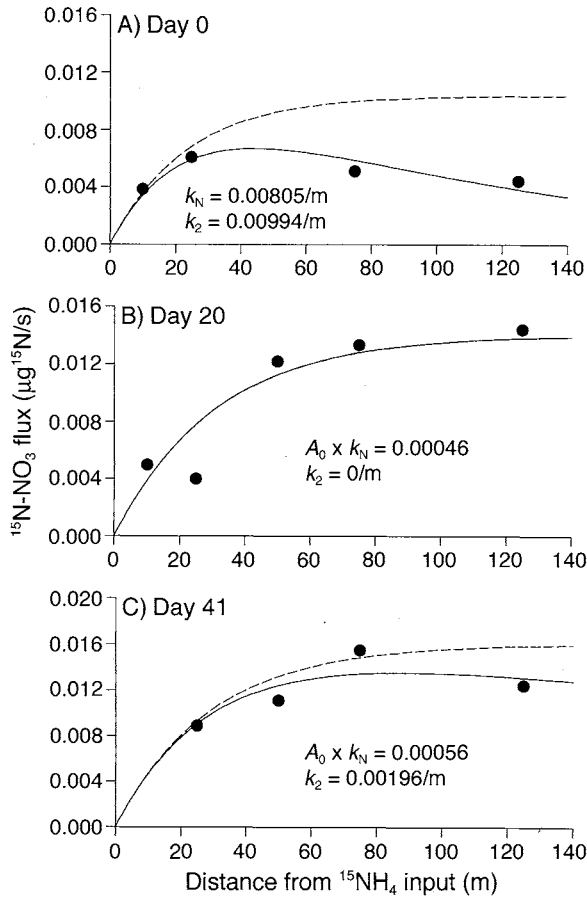 A) Day 0
0.016
0.012
0.008
0.004
0.000
k_N = 0.00805/m
k_2 = 0.00994/m
0 20 40 60 80 100 120 140
B) Day 20
0.016
0.012
0.008
0.004
0.000
A_0 x k_N = 0.00046
k_2 = 0/m
0 20 40 60 80 100 120 140
C) Day 41
0.020
0.016
0.012
0.008
0.004
0.000
A_0 x k_N = 0.00056
k_2 = 0.00196/m
0 20 40 60 80 100 120 140
¹⁵N-NO₃ flux (µg¹⁵N/s)
Distance from ¹⁵NH₄ input (m)